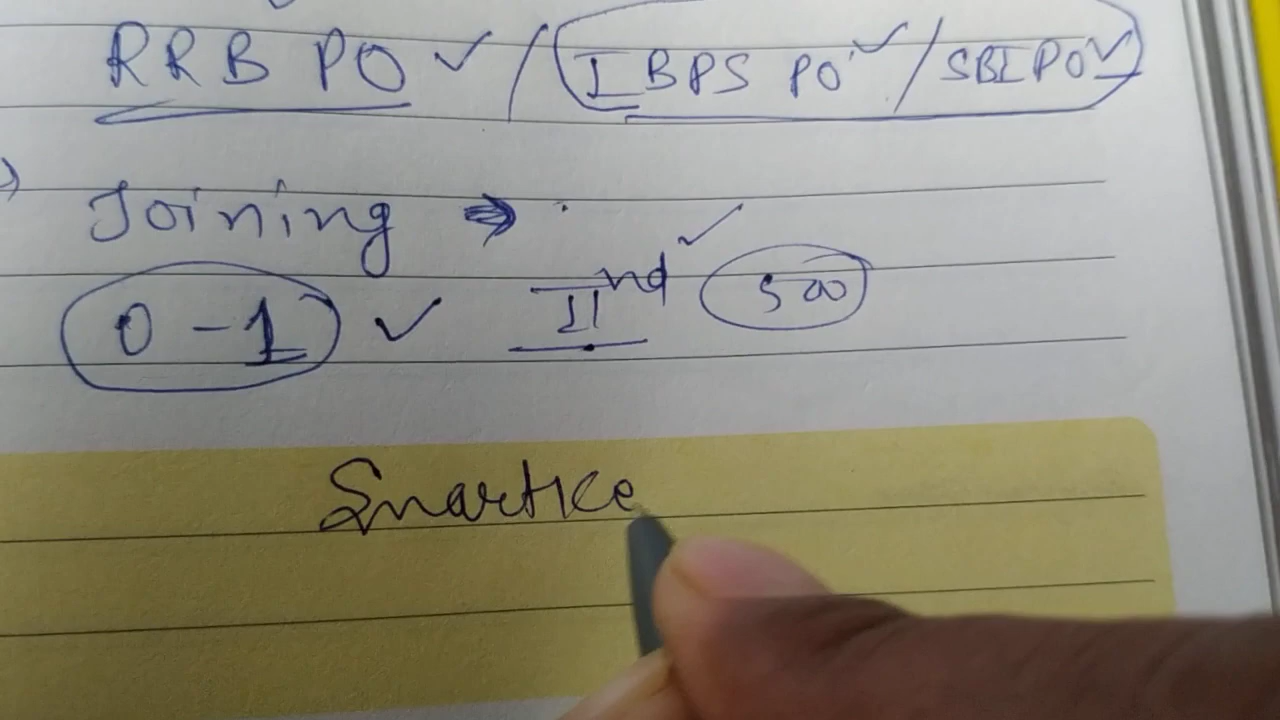 RRB PO ✓ / IBPS PO ✓ / SBI PO ✓
Joining ⇒
0 - 1 ✓ IInd ✓ 500
Smartke